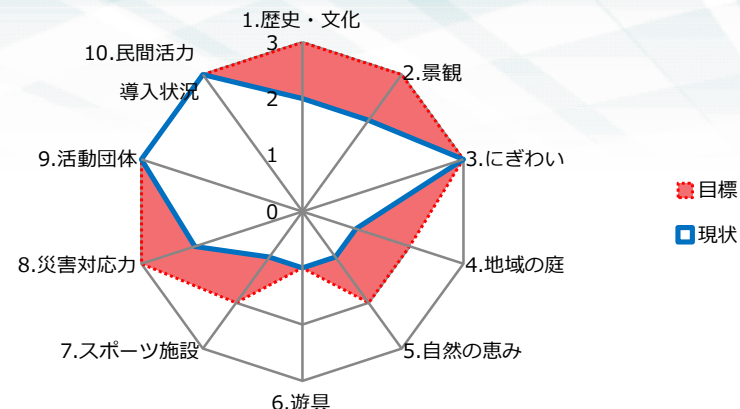 1.歴史・文化
10.民間活力
導入状況
3
2.景観
2
9.活動団体
1
3.にぎわい
目標
0
現状
8.災害対応力
4.地域の庭
7.スポーツ施設
5.自然の恵み
6.遊具